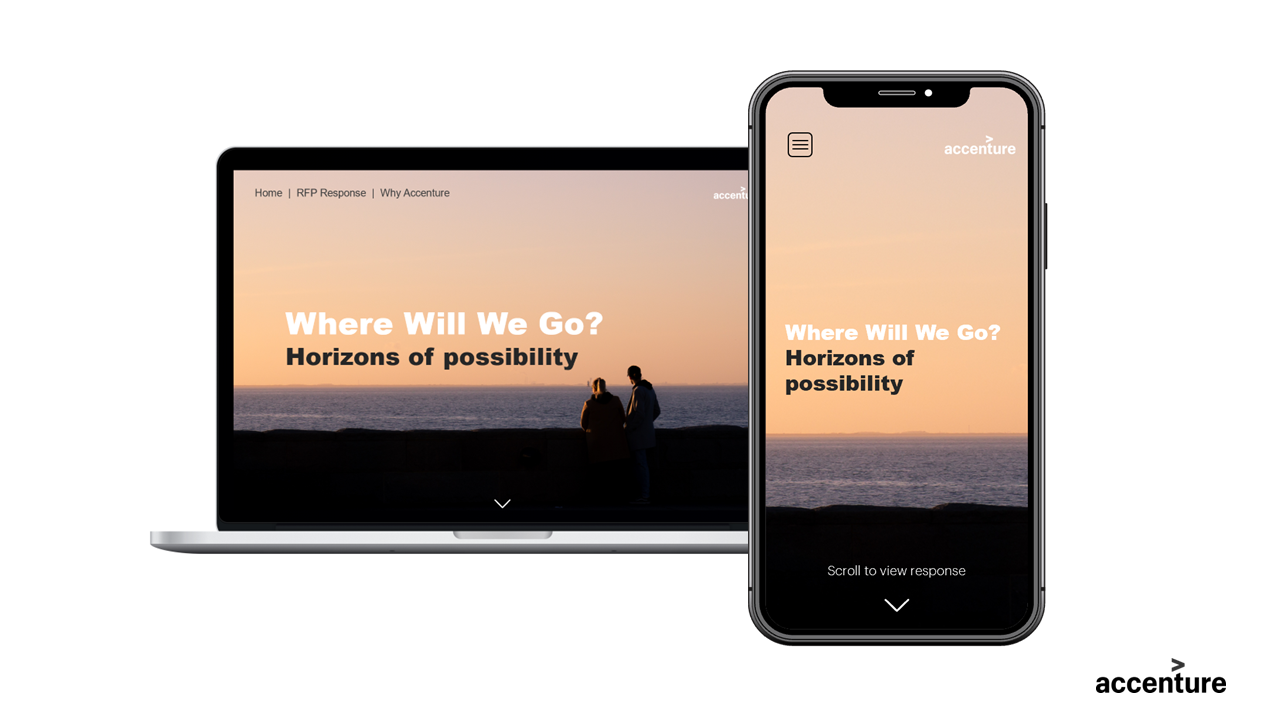 Home | RFP Response | Why Accenture
Where Will We Go?
Horizons of possibility
accenture
Where Will We Go?
Horizons of
possibility
Scroll to view response
accenture